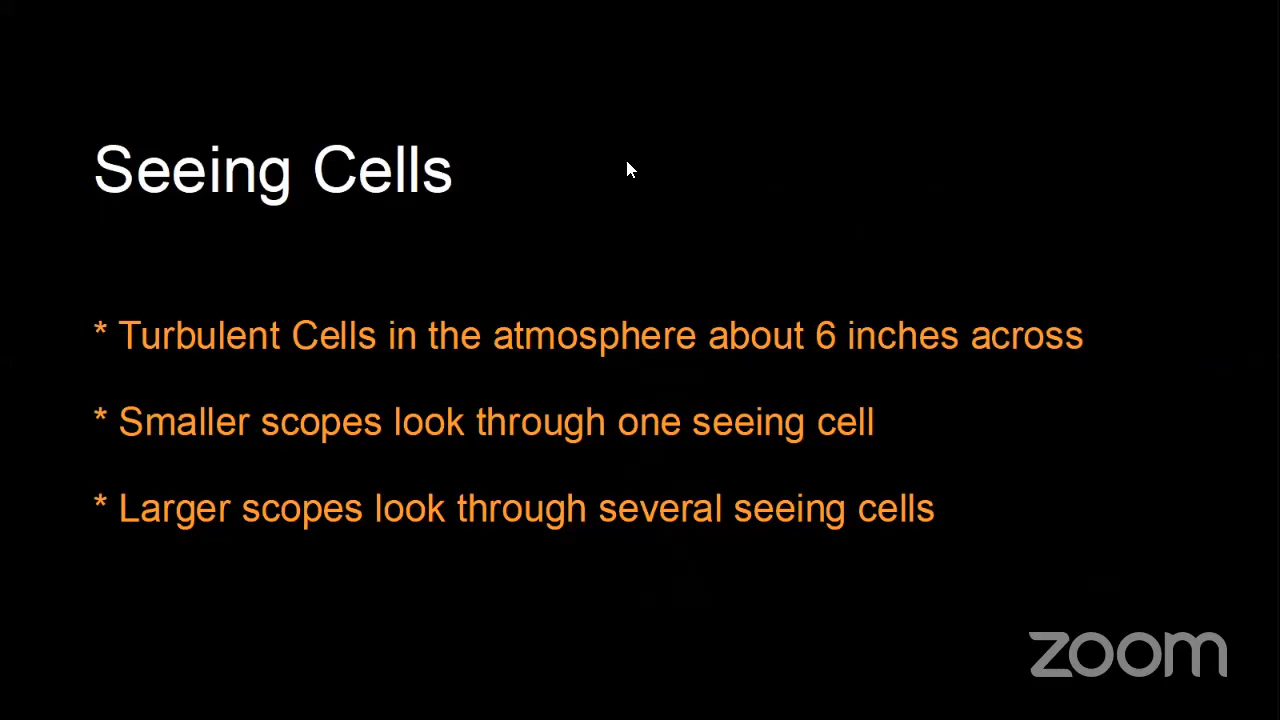 Seeing Cells
* Turbulent Cells in the atmosphere about 6 inches across
* Smaller scopes look through one seeing cell
* Larger scopes look through several seeing cells
zoom